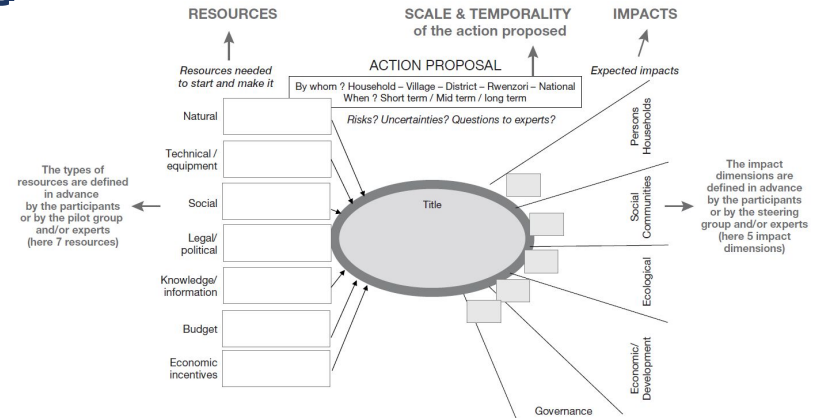 RESOURCES
SCALE & TEMPORALITY
of the action proposed
IMPACTS
Resources needed
to start and make it
ACTION PROPOSAL
Expected impacts
By whom ? Household – Village – District – Rwenzori – National
When ? Short term / Mid term / long term
Risks? Uncertainties? Questions to experts?
Natural
Technical /
equipment
Social
Legal/
political
Knowledge/
information
Budget
Economic
incentives
The types of
resources are defined
in advance
by the participants
or by the pilot group
and/or experts
(here 7 resources)
Title
Persons
Households
Social
Communities
Ecological
Economic/
Development
Governance
The impact
dimensions are
defined in advance
by the participants
or by the steering
group and/or experts
(here 5 impact
dimensions)